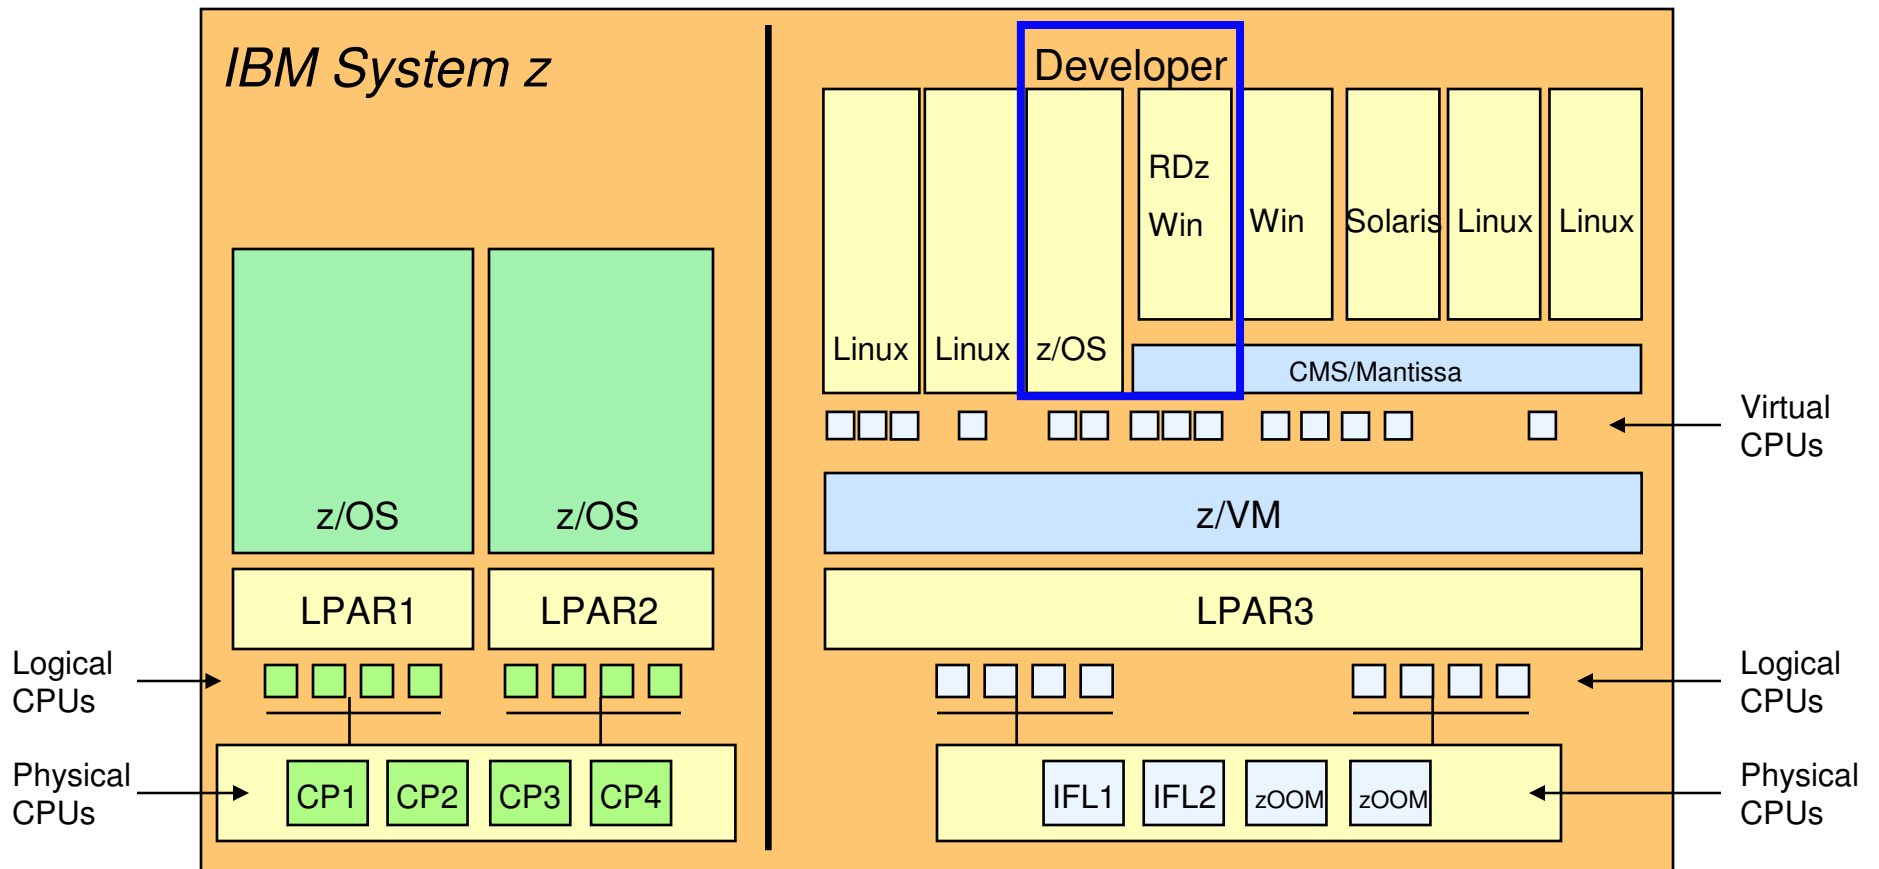 IBM System z
Developer
RDz
Win
Win
Solaris
Linux
Linux
Linux
Linux
z/OS
CMS/Mantissa
Virtual
CPUs
z/OS
z/OS
z/VM
LPAR1
LPAR2
LPAR3
Logical
CPUs
Logical
CPUs
Physical
CPUs
CP1
CP2
CP3
CP4
IFL1
IFL2
zOOM
zOOM
Physical
CPUs